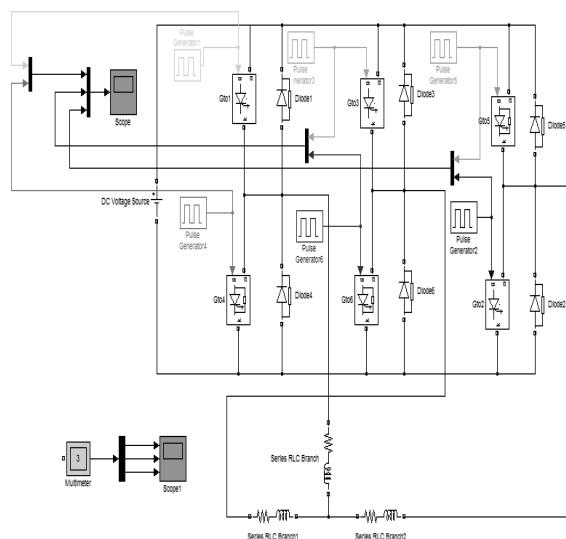 Pulse
Generator1
Pulse
nerator3
Pulse
Generator5
Gto1
Diode1
Gto3
Diode3
Gto5
Diode5
Scope
DC Voltage Source
Pulse
Generator4
Pulse
Generator6
Pulse
Generator2
Gto4
Diode4
Gto6
Diode6
Gto2
Diode2
3
Multimeter
Scope1
Series RLC Branch
Series RLC Branch1
Series RLC Branch2